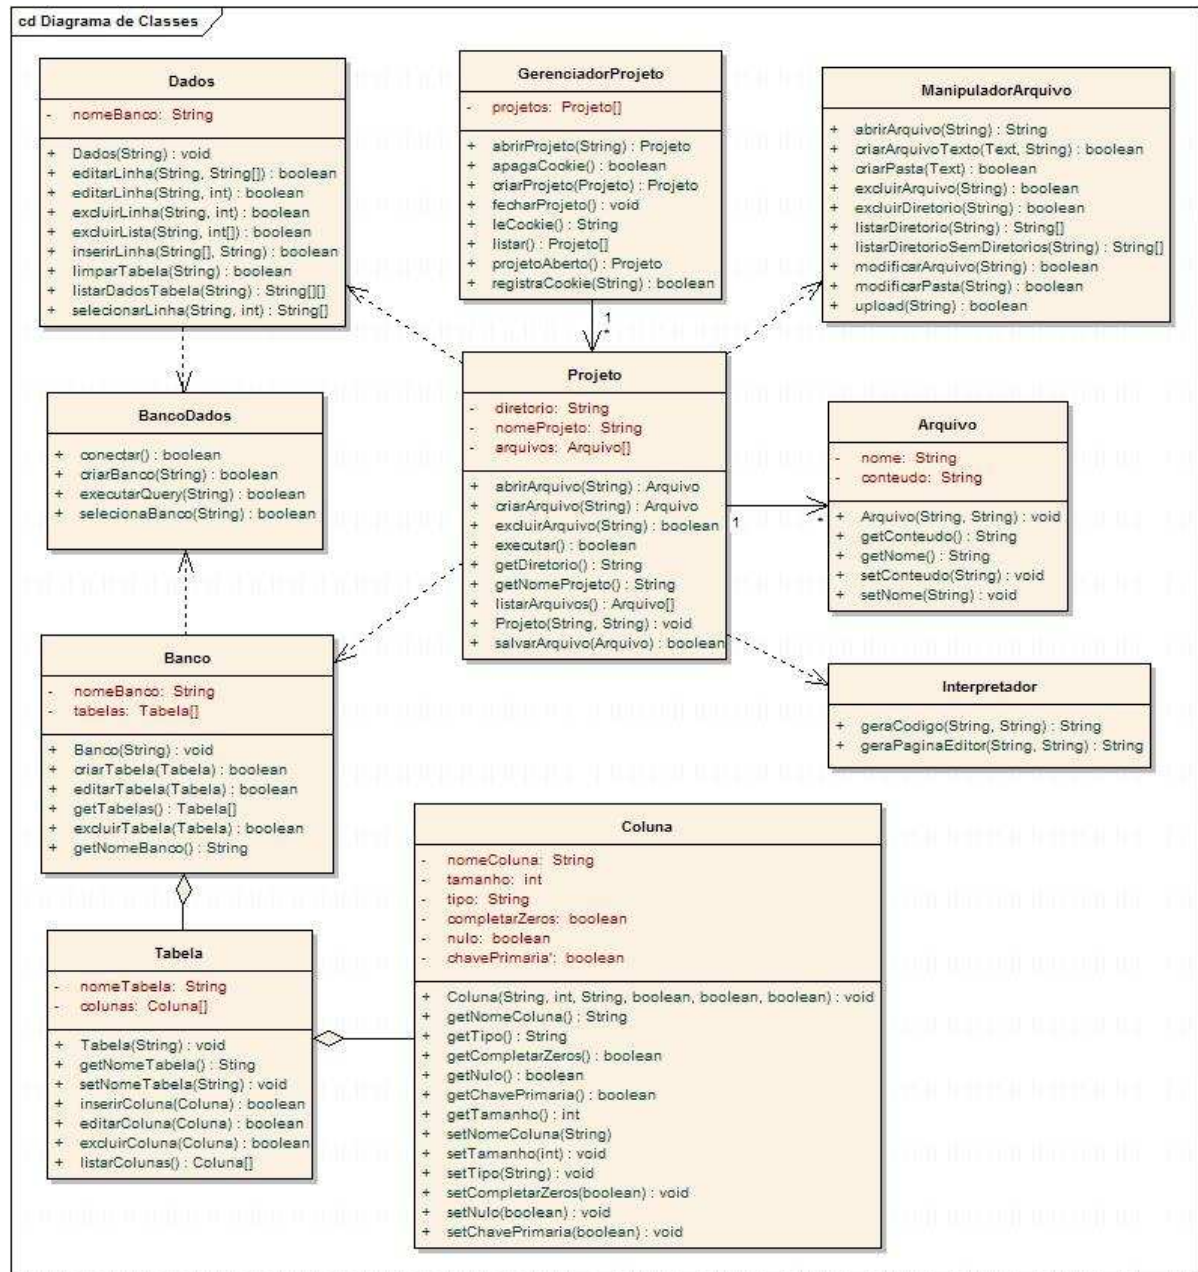 cd Diagrama de Classes
Dados
- nomeBanco: String
+ Dados(String) : void
+ editarLinha(String, String[]) : boolean
+ editarLinha(String, int) : boolean
+ excluirLinha(String, int) : boolean
+ excluirLista(String, int[]) : boolean
+ inserirLinha(String[], String) : boolean
+ limparTabela(String) : boolean
+ listarDadosTabela(String) : String[][]
+ selecionarLinha(String, int) : String[]
GerenciadorProjeto
- projetos: Projeto[]
+ abrirProjeto(String) : Projeto
+ apagaCookie() : boolean
+ criarProjeto(Projeto) : Projeto
+ fecharProjeto() : void
+ leCookie() : String
+ listar() : Projeto[]
+ projetoAberto() : Projeto
+ registraCookie(String) : boolean
ManipuladorArquivo
+ abrirArquivo(String) : String
+ criarArquivoTexto(Text, String) : boolean
+ criarPasta(Text) : boolean
+ excluirArquivo(String) : boolean
+ excluirDiretorio(String) : boolean
+ listarDiretorio(String) : String[]
+ listarDiretorioSemDiretorios(String) : String[]
+ modificarArquivo(String) : boolean
+ modificarPasta(String) : boolean
+ upload(String) : boolean
1
BancoDados
+ conectar() : boolean
+ criarBanco(String) : boolean
+ executarQuery(String) : boolean
+ selecionaBanco(String) : boolean
Projeto
- diretorio: String
- nomeProjeto: String
- arquivos: Arquivo[]
+ abrirArquivo(String) : Arquivo
+ criarArquivo(String) : Arquivo
+ excluirArquivo(String) : boolean
+ executar() : boolean
+ getDiretorio() : String
+ getNomeProjeto() : String
+ listarArquivos() : Arquivo[]
+ Projeto(String, String) : void
+ salvarArquivo(Arquivo) : boolean
1
*
Arquivo
- nome: String
- conteudo: String
+ Arquivo(String, String) : void
+ getConteudo() : String
+ getNome() : String
+ setConteudo(String) : void
+ setNome(String) : void
Banco
- nomeBanco: String
- tabelas: Tabela[]
+ Banco(String) : void
+ criarTabela(Tabela) : boolean
+ editarTabela(Tabela) : boolean
+ getTabelas() : Tabela[]
+ excluirTabela(Tabela) : boolean
+ getNomeBanco() : String
Interpretador
+ geraCodigo(String, String) : String
+ geraPaginaEditor(String, String) : String
Tabela
- nomeTabela: String
- colunas: Coluna[]
+ Tabela(String) : void
+ getNomeTabela() : Sting
+ setNomeTabela(String) : void
+ inserirColuna(Coluna) : boolean
+ editarColuna(Coluna) : boolean
+ excluirColuna(Coluna) : boolean
+ listarColunas() : Coluna[]
Coluna
- nomeColuna: String
- tamanho: int
- tipo: String
- completarZeros: boolean
- nulo: boolean
- chavePrimaria': boolean
+ Coluna(String, int, String, boolean, boolean, boolean) : void
+ getNomeColuna() : String
+ getTipo() : String
+ getCompletarZeros() : boolean
+ getNulo() : boolean
+ getChavePrimaria() : boolean
+ getTamanho() : int
+ setNomeColuna(String)
+ setTamanho(int) : void
+ setTipo(String) : void
+ setCompletarZeros(boolean) : void
+ setNulo(boolean) : void
+ setChavePrimaria(boolean) : void